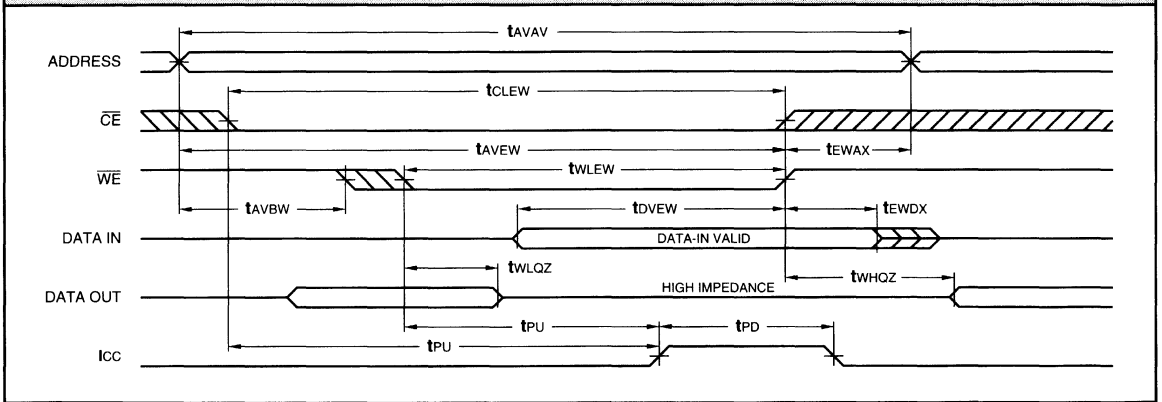 tAVAV
ADDRESS
tCLEW
CE
tAVEW
tEWAX
WE
tWLEW
tAVBW
tDVEW
tEWDX
DATA IN
DATA-IN VALID
tWLQZ
tWHQZ
DATA OUT
HIGH IMPEDANCE
tPU
tPD
tPU
ICC